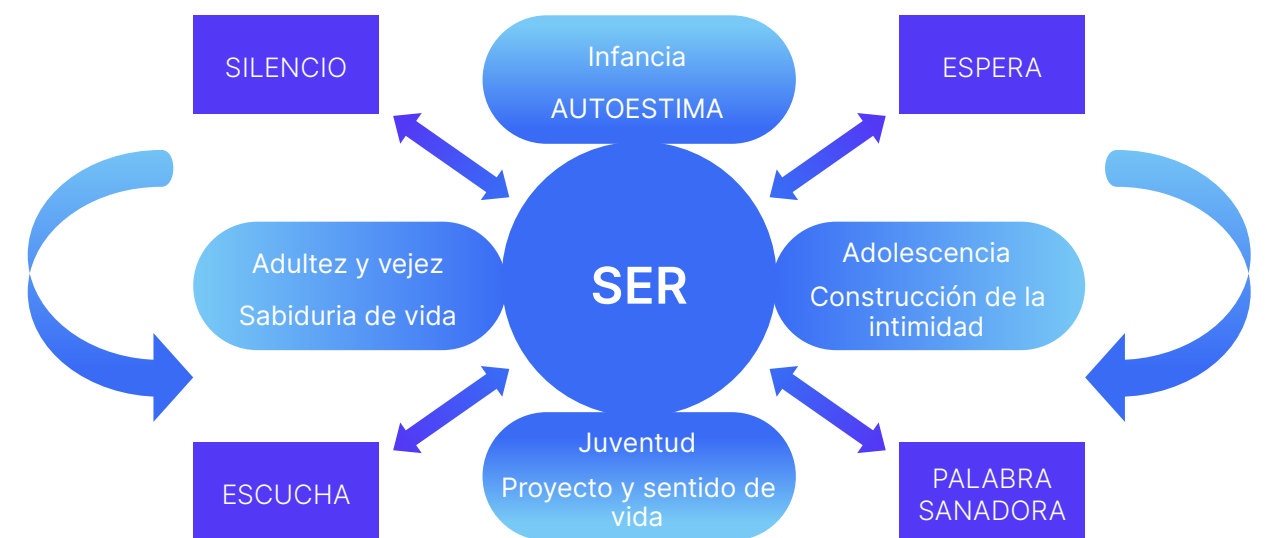 SILENCIO
Infancia
AUTOESTIMA
ESPERA
Adultez y vejez
Sabiduria de vida
SER
Adolescencia
Construcción de la
intimidad
ESCUCHA
Juventud
Proyecto y sentido de
vida
PALABRA
SANADORA